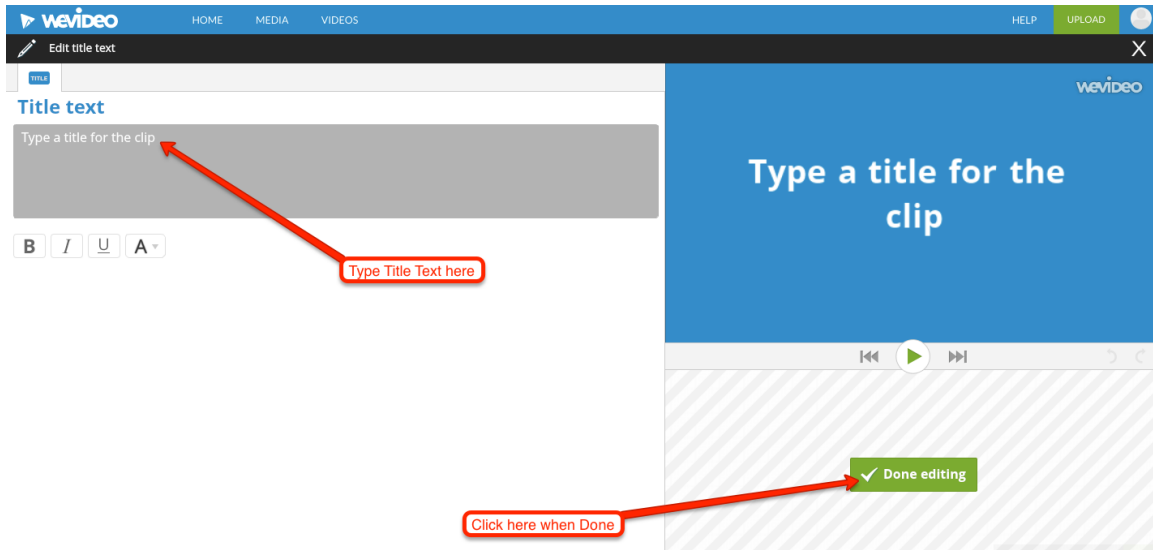 WEVIDEO HOME MEDIA VIDEOS HELP UPLOAD
Edit title text X
TITLE
Title text
Type a title for the clip
B I U A
Type Title Text here
WEVIDEO
Type a title for the
clip
Done editing
Click here when Done